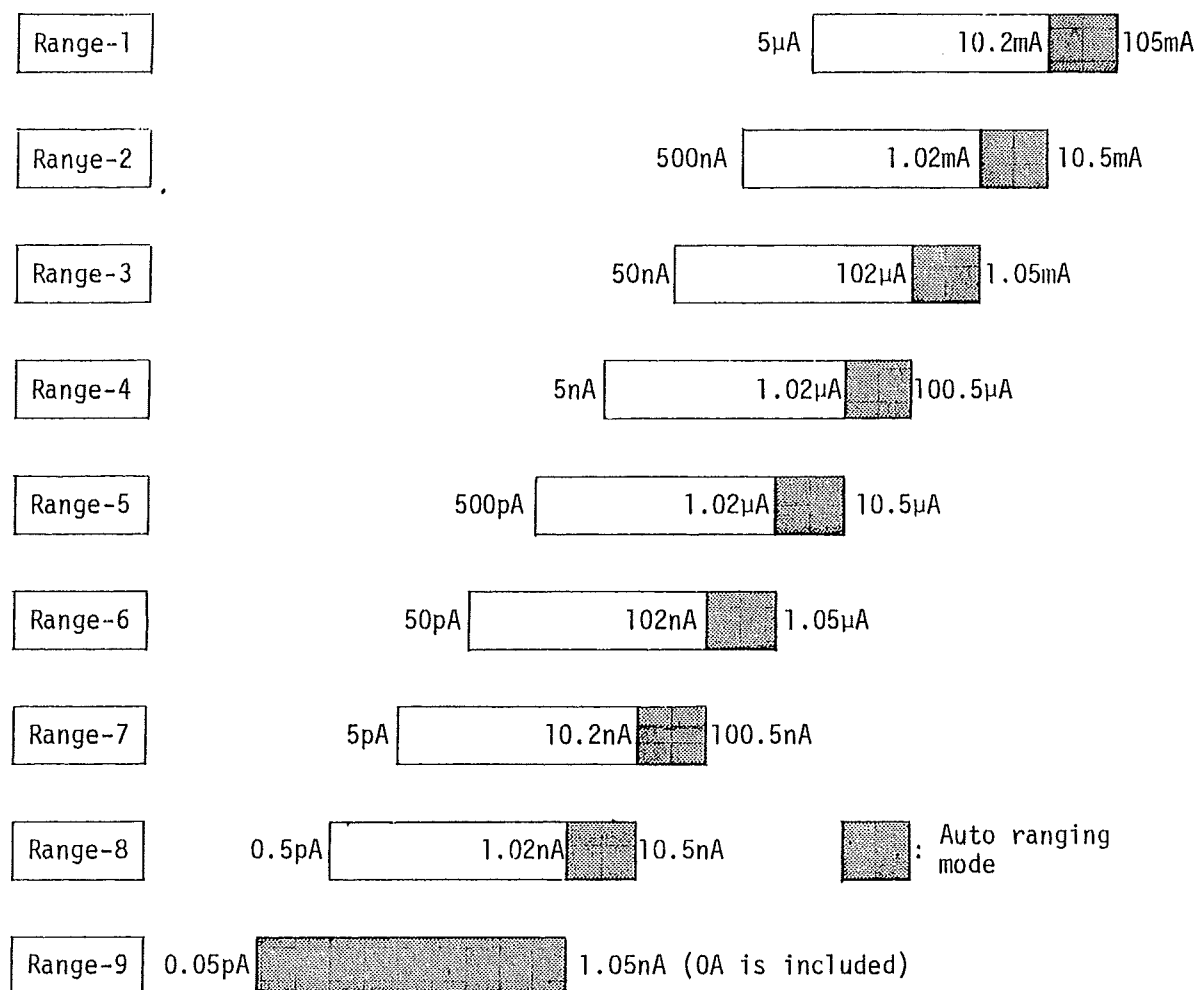 Range-1 5µA 10.2mA 105mA
Range-2 500nA 1.02mA 10.5mA
Range-3 50nA 102µA 1.05mA
Range-4 5nA 1.02µA 100.5µA
Range-5 500pA 1.02µA 10.5µA
Range-6 50pA 102nA 1.05µA
Range-7 5pA 10.2nA 100.5nA
Range-8 0.5pA 1.02nA 10.5nA : Auto ranging
mode
Range-9 0.05pA 1.05nA (0A is included)